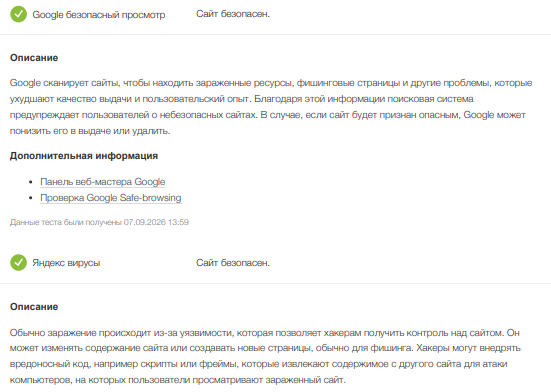 Google безопасный просмотр Сайт безопасен.
Описание
Google сканирует сайты, чтобы находить зараженные ресурсы, фишинговые страницы и другие проблемы, которые
ухудшают качество выдачи и пользовательский опыт. Благодаря этой информации поисковая система
предупреждает пользователей о небезопасных сайтах. В случае, если сайт будет признан опасным, Google может
понизить его в выдаче или удалить.
Дополнительная информация
• Панель веб-мастера Google
• Проверка Google Safe-browsing
Данные теста были получены 07.09.2026 13:59
Яндекс вирусы Сайт безопасен.
Описание
Обычно заражение происходит из-за уязвимости, которая позволяет хакерам получить контроль над сайтом. Он
может изменять содержание сайта или создавать новые страницы, обычно для фишинга. Хакеры могут внедрять
вредоносный код, например скрипты или фреймы, которые извлекают содержимое с другого сайта для атаки
компьютеров, на которых пользователи просматривают зараженный сайт.